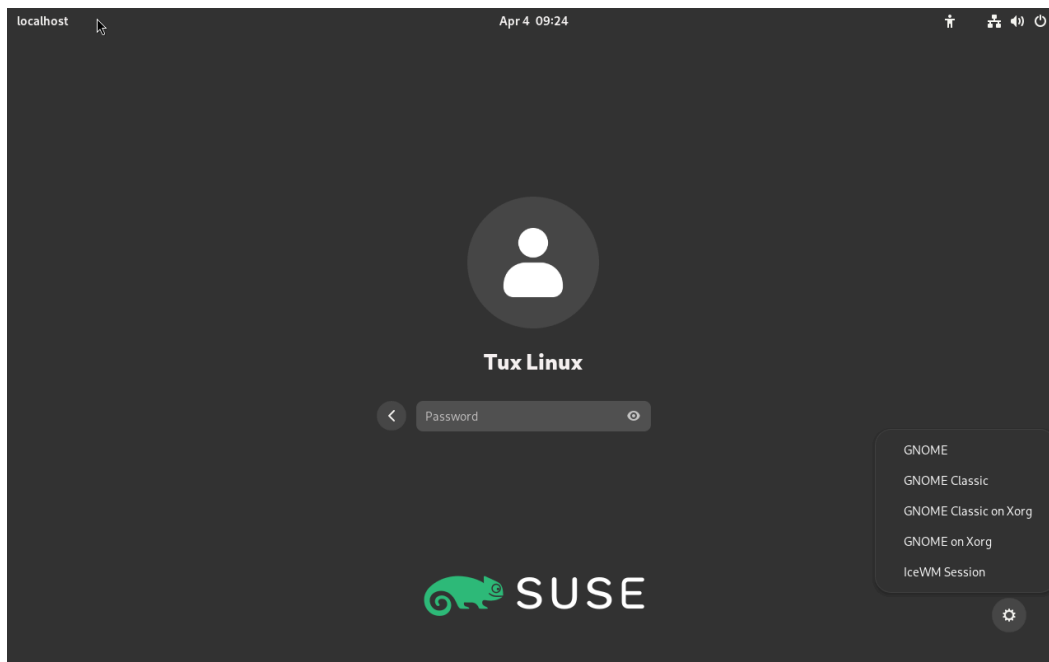 localhost
Apr 4 09:24
Tux Linux
Password
GNOME
GNOME Classic
GNOME Classic on Xorg
GNOME on Xorg
IceWM Session
SUSE